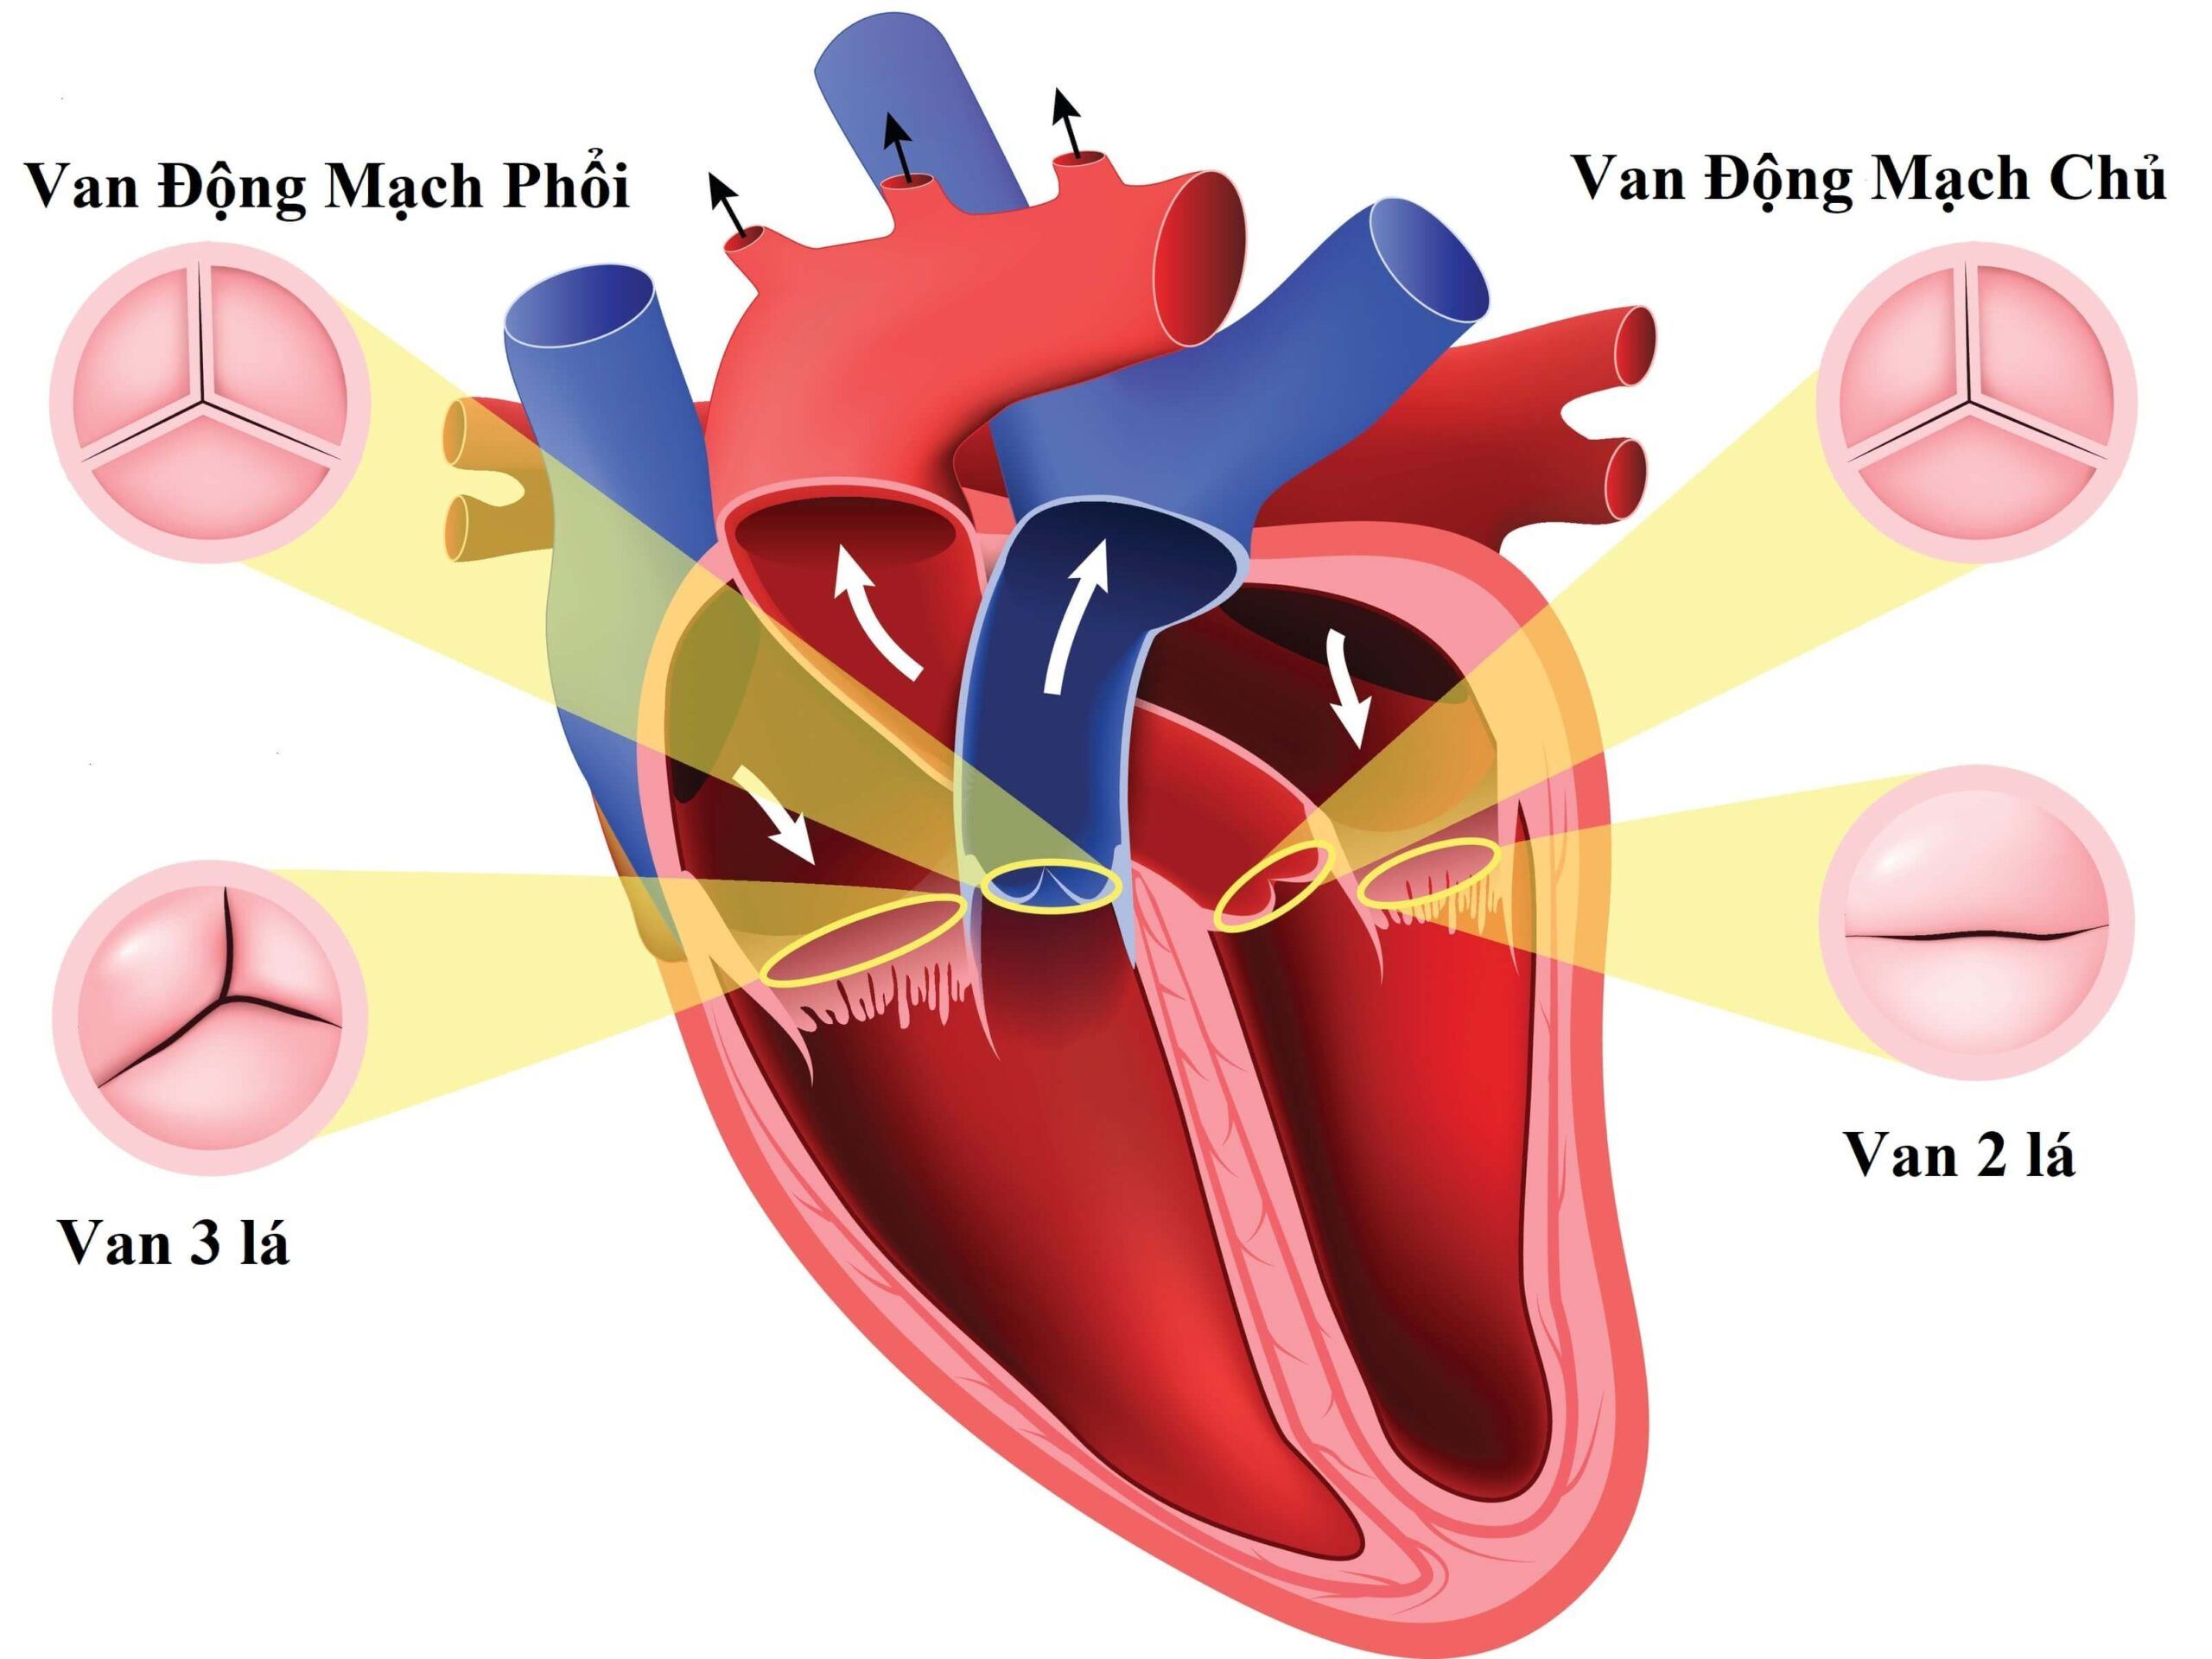 Van Động Mạch Phổi
Van Động Mạch Chủ
Van 3 lá
Van 2 lá